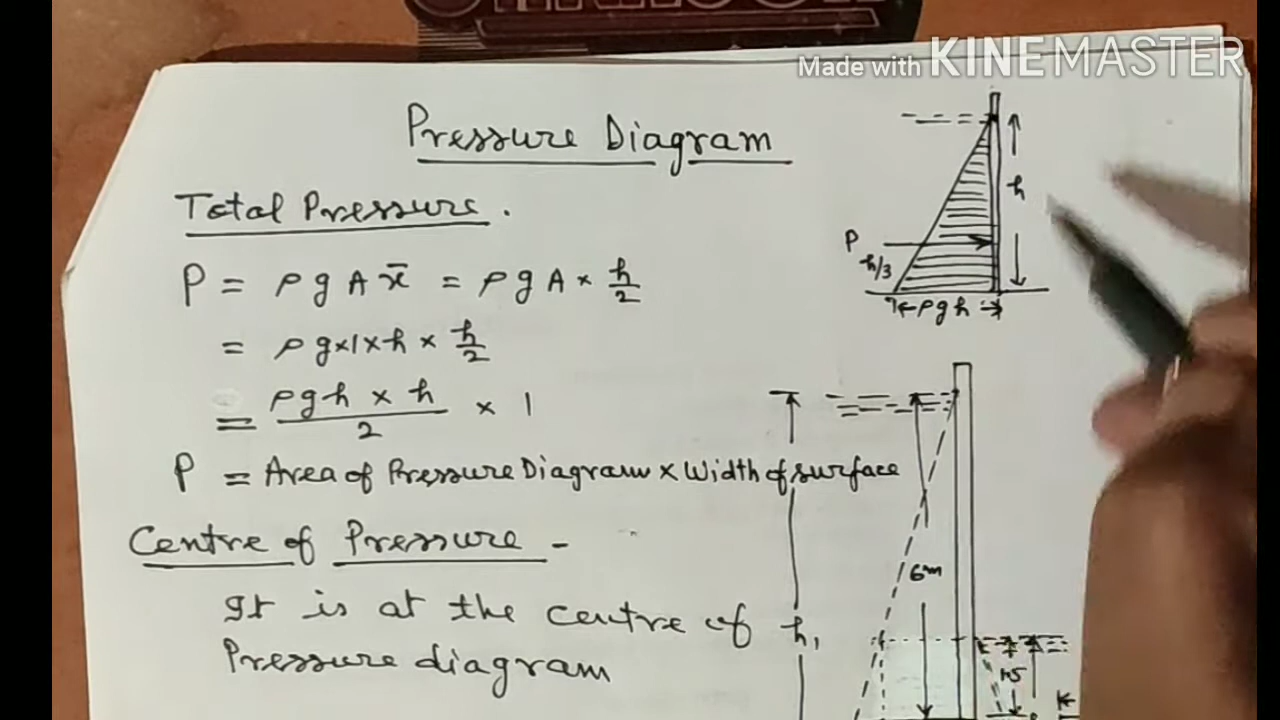 Made with KINEMASTER
Pressure Diagram
Total Pressure.
P = ρgAx̄ = ρgA × h/2
= ρg×1×h × h/2
= ρgh × h / 2 × 1
P = Area of Pressure Diagram × Width of surface
Centre of Pressure -
It is at the centre of
Pressure diagram
h
P
h/3
ρgh
6m
h₁
1.5